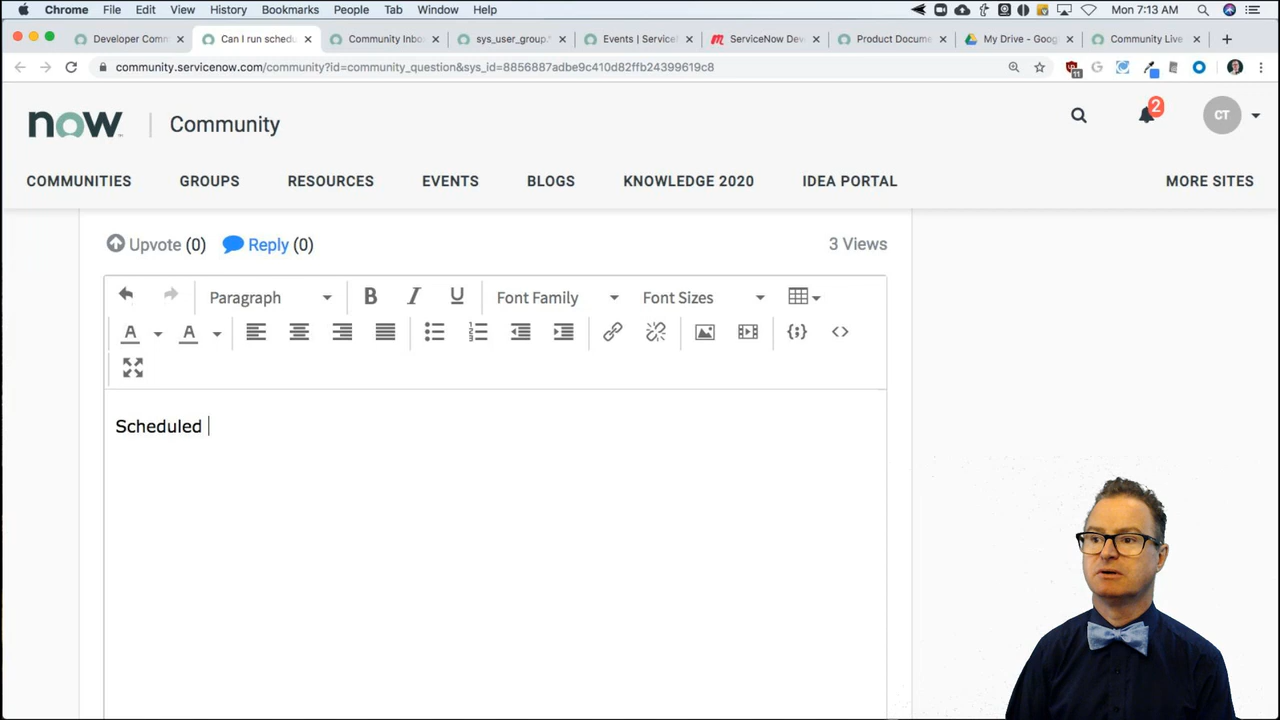 Chrome File Edit View History Bookmarks People Tab Window Help Mon 7:13 AM
Developer Comm Can I run schedu Community Inbo sys_user_group. Events | Service ServiceNow Dev Product Docume My Drive - Goog Community Live
community.servicenow.com/community?id=community_question&sys_id=8856887adbe9c410d82ffb24399619c8
11
now Community
2
CT
COMMUNITIES GROUPS RESOURCES EVENTS BLOGS KNOWLEDGE 2020 IDEA PORTAL MORE SITES
Upvote (0) Reply (0) 3 Views
Paragraph B I U Font Family Font Sizes
A A
Scheduled